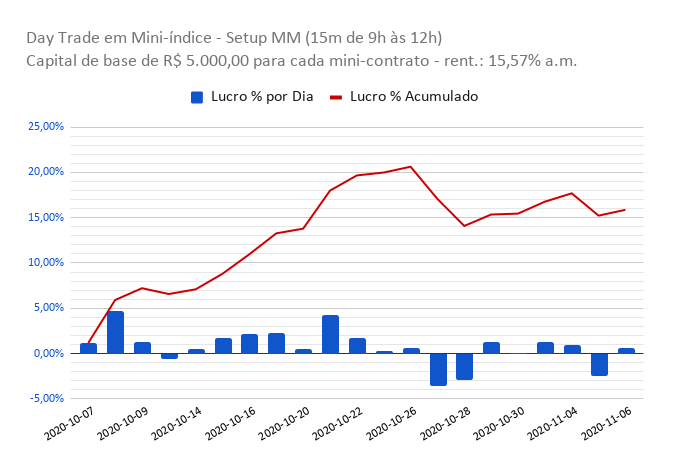 Day Trade em Mini-índice - Setup MM (15m de 9h às 12h)
Capital de base de R$ 5.000,00 para cada mini-contrato - rent.: 15,57% a.m.
Lucro % por Dia Lucro % Acumulado
25,00%
20,00%
15,00%
10,00%
5,00%
0,00%
-5,00%
2020-10-07 2020-10-09 2020-10-14 2020-10-16 2020-10-20 2020-10-22 2020-10-26 2020-10-28 2020-10-30 2020-11-04 2020-11-06